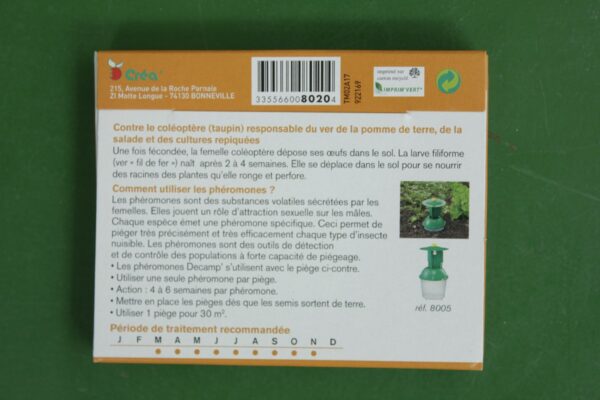 Créa
215, Avenue de la Roche Parnale
ZI Motte Longue - 74130 BONNEVILLE
3355660080204
TM02A17
922169
imprimé sur
carton recyclé
IMPRIM'VERT®
Contre le coléoptère (taupin) responsable du ver de la pomme de terre, de la
salade et des cultures repiquées
Une fois fécondée, la femelle coléoptère dépose ses œufs dans le sol. La larve filiforme
(ver « fil de fer ») naît après 2 à 4 semaines. Elle se déplace dans le sol pour se nourrir
des racines des plantes qu'elle ronge et perfore.
Comment utiliser les phéromones ?
Les phéromones sont des substances volatiles sécrétées par les
femelles. Elles jouent un rôle d'attraction sexuelle sur les mâles.
Chaque espèce émet une phéromone spécifique. Ceci permet de
piéger très précisément et très efficacement chaque type d'insecte
nuisible. Les phéromones sont des outils de détection
et de contrôle des populations à forte capacité de piégeage.
• Les phéromones Decamp' s'utilisent avec le piège ci-contre.
• Utiliser une seule phéromone par piège.
• Action : 4 à 6 semaines par phéromone.
• Mettre en place les pièges dès que les semis sortent de terre.
• Utiliser 1 piège pour 30 m².
réf. 8005
Période de traitement recommandée
J F M A M J J A S O N D